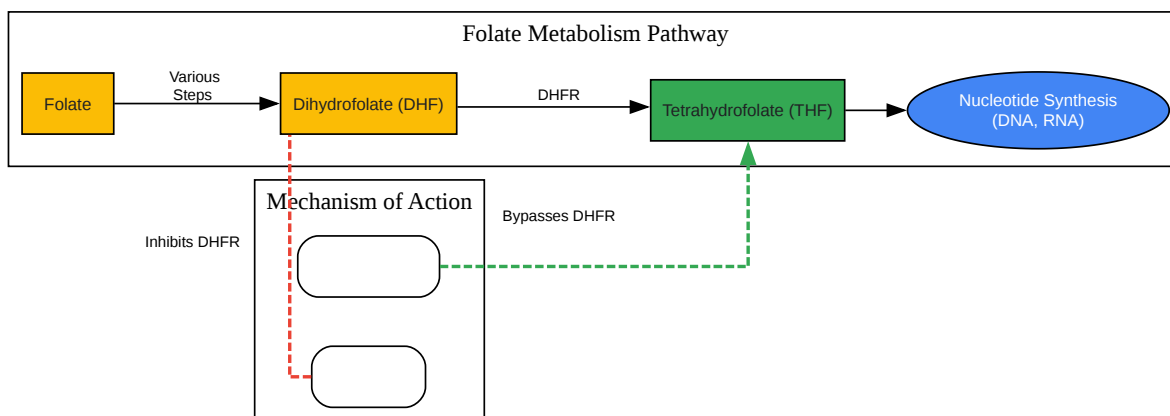 Folate Metabolism Pathway
Folate
Various
Steps
Dihydrofolate (DHF)
DHFR
Tetrahydrofolate (THF)
Nucleotide Synthesis
(DNA, RNA)
Mechanism of Action
Inhibits DHFR
Bypasses DHFR